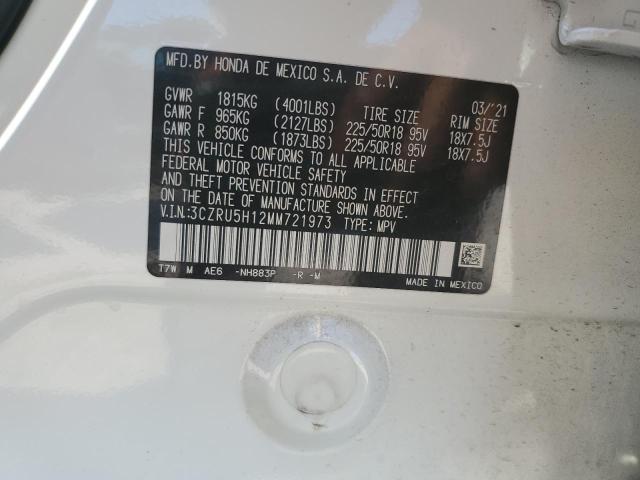 MFD.BY HONDA DE MEXICO S.A. DE C.V.
03/'21
GVWR 1815KG (4001LBS) TIRE SIZE RIM SIZE
GAWR F 965KG (2127LBS) 225/50R18 95V 18X7.5J
GAWR R 850KG (1873LBS) 225/50R18 95V 18X7.5J
THIS VEHICLE CONFORMS TO ALL APPLICABLE
FEDERAL MOTOR VEHICLE SAFETY
AND THEFT PREVENTION STANDARDS IN EFFECT
ON THE DATE OF MANUFACTURE SHOWN ABOVE.
V.I.N:3CZRU5H12MM721973 TYPE: MPV
T7W M AE6 -NH883P -R -M
MADE IN MEXICO